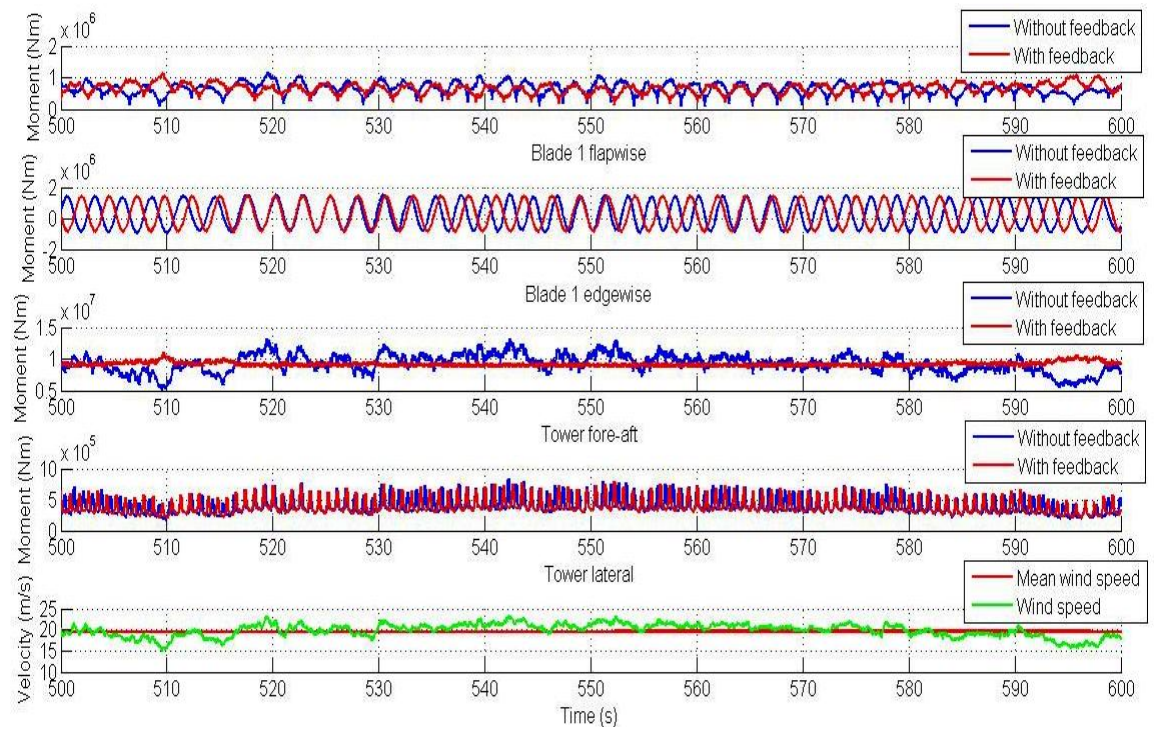 x 10^6
Moment (Nm)
2
1
0
Without feedback
With feedback
500 510 520 530 540 550 560 570 580 590 600
Blade 1 flapwise
x 10^6
Moment (Nm)
2
0
-2
Without feedback
With feedback
500 510 520 530 540 550 560 570 580 590 600
Blade 1 edgewise
x 10^7
Moment (Nm)
1.5
1
0.5
Without feedback
With feedback
500 510 520 530 540 550 560 570 580 590 600
Tower fore-aft
x 10^5
Moment (Nm)
10
5
0
Without feedback
With feedback
500 510 520 530 540 550 560 570 580 590 600
Tower lateral
Velocity (m/s)
25
20
15
10
Mean wind speed
Wind speed
500 510 520 530 540 550 560 570 580 590 600
Time (s)